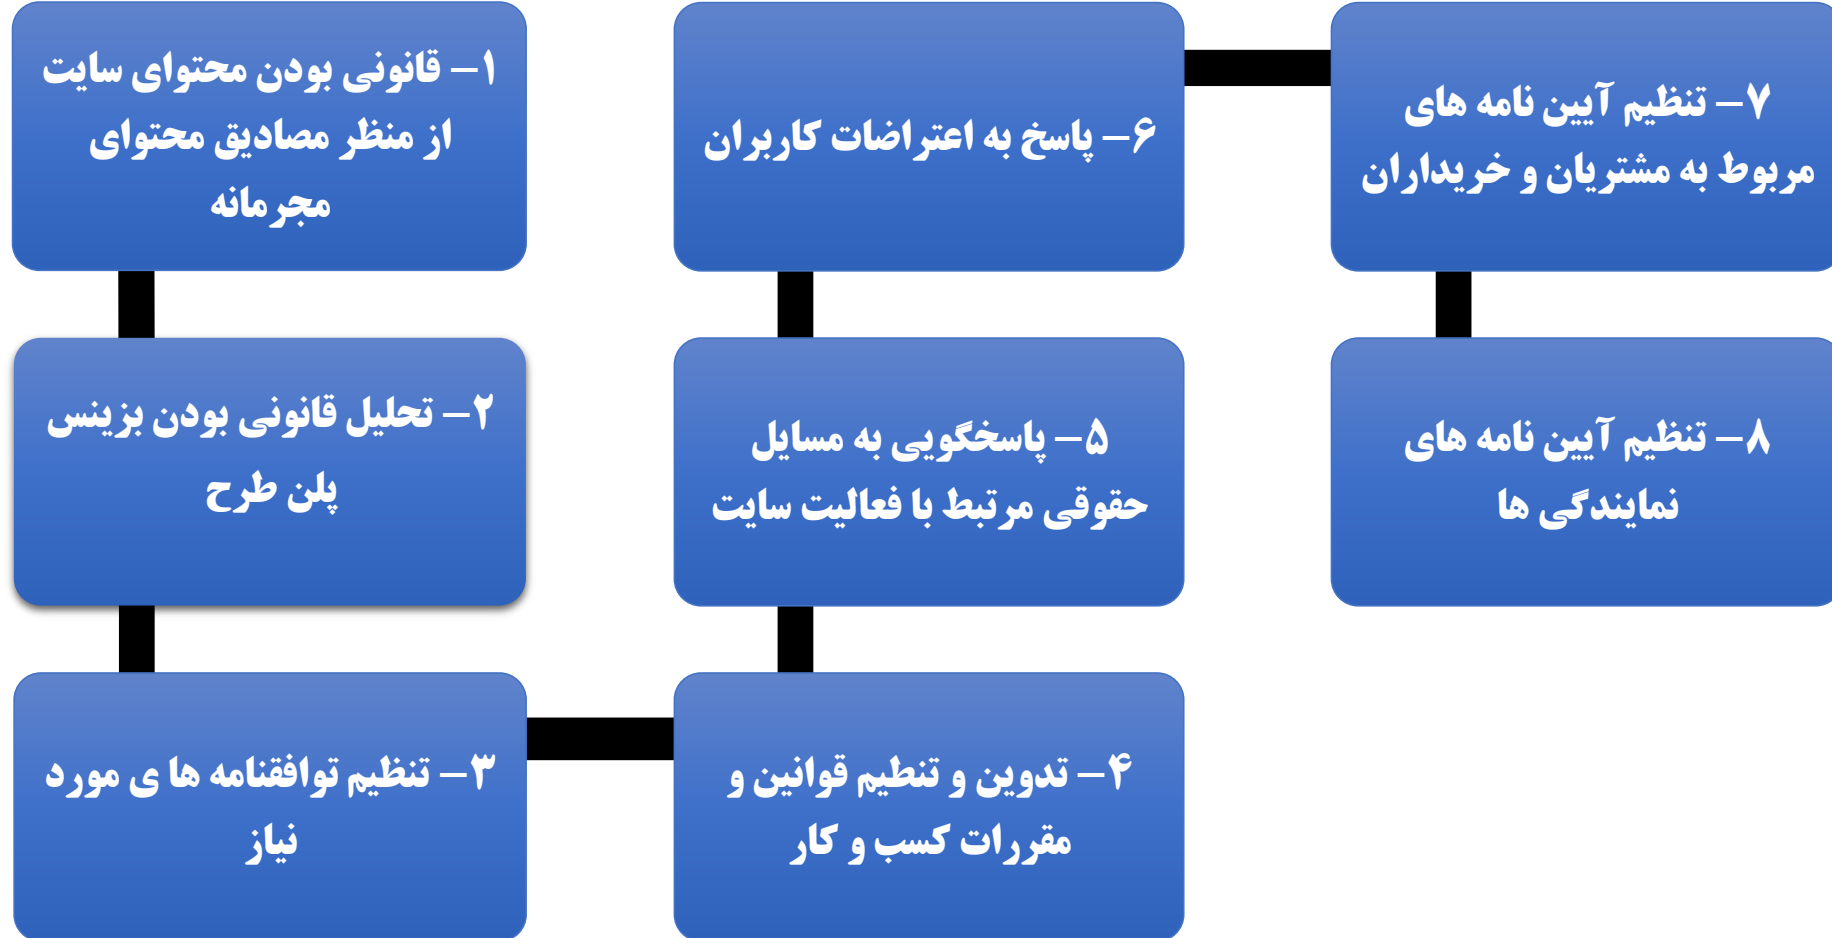 ۱- قانونی بودن محتوای سایت
از منظر مصادیق محتوای
مجرمانه
۲- تحلیل قانونی بودن بزینس
پلن طرح
۳- تنظیم توافقنامه ها ی مورد
نیاز
۴- تدوین و تنطیم قوانین و
مقررات کسب و کار
۵- پاسخگویی به مسایل
حقوقی مرتبط با فعالیت سایت
۶- پاسخ به اعتراضات کاربران
۷- تنظیم آیین نامه های
مربوط به مشتریان و خریداران
۸- تنظیم آیین نامه های
نمایندگی ها